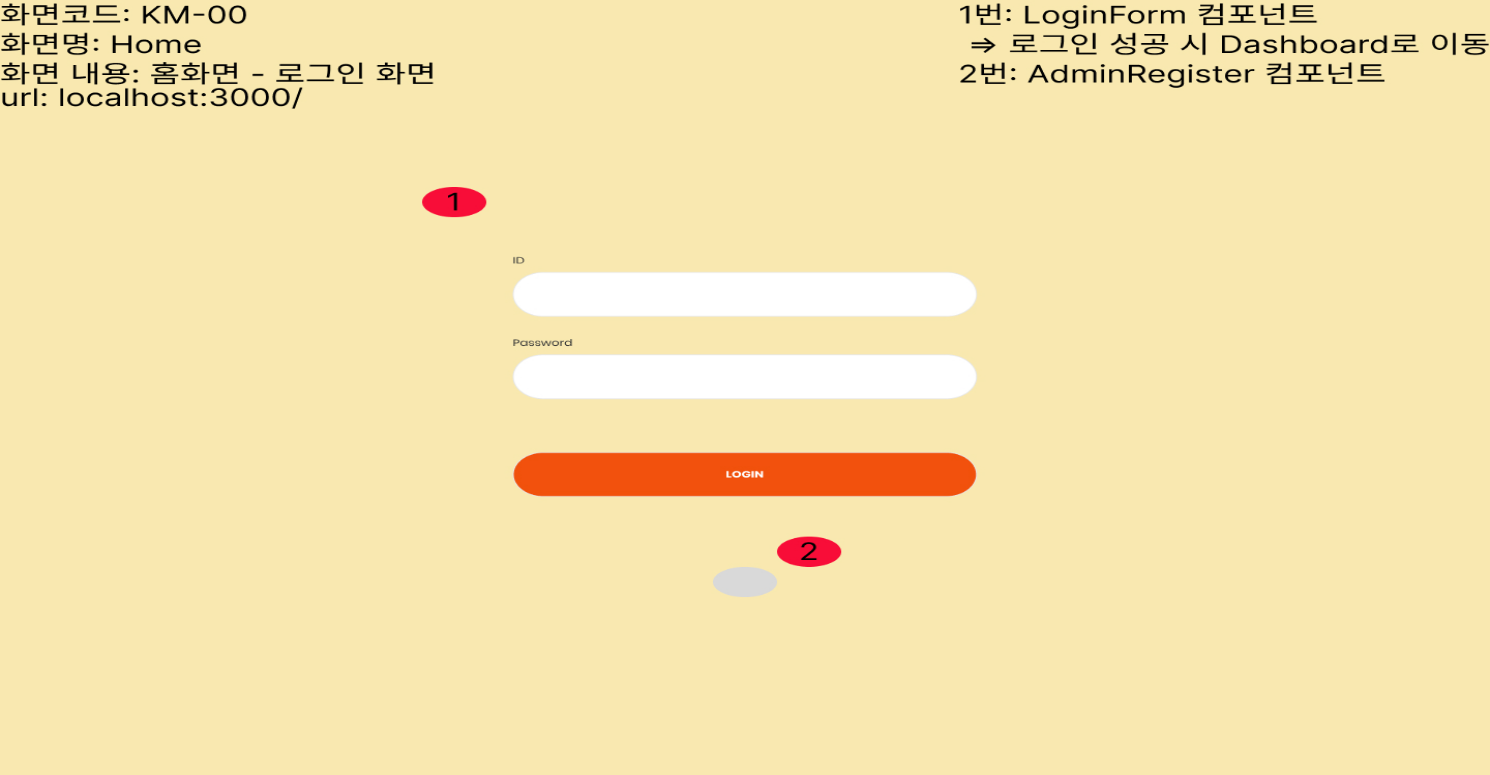 화면코드: KM-00
화면명: Home
화면 내용: 홈화면 - 로그인 화면
url: localhost:3000/
1번: LoginForm 컴포넌트
⇒ 로그인 성공 시 Dashboard로 이동
2번: AdminRegister 컴포넌트
1
ID
Password
LOGIN
2